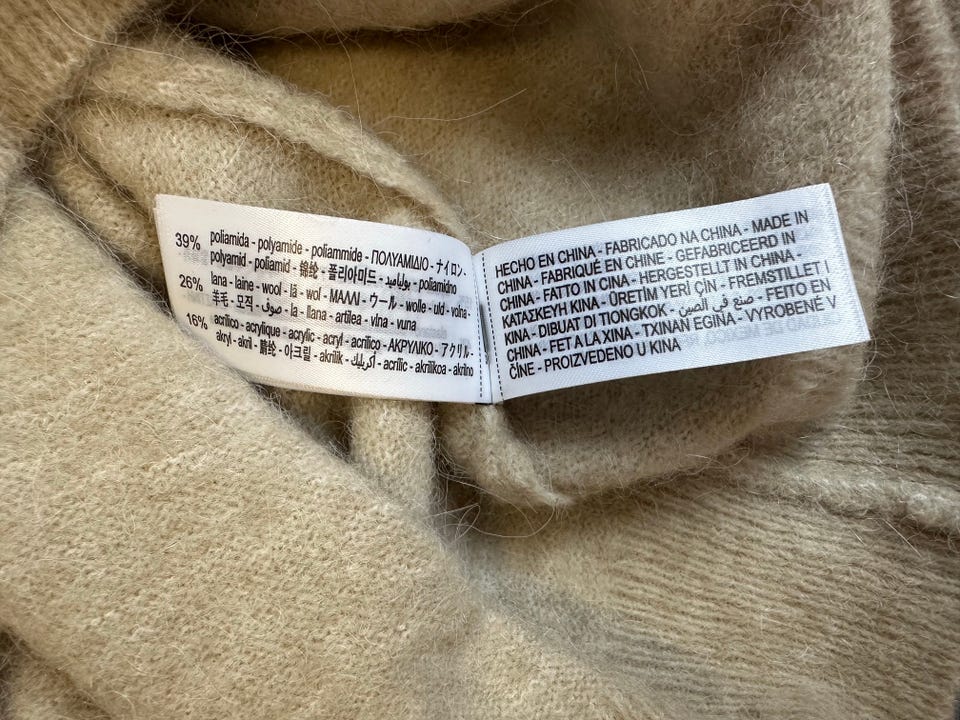 39% poliamida - polyamide - poliammide - ΠΟΛΥΑΜΙΔΙΟ - ナイロン -
polyamid - poliamid - 錦纶 - 폴리아미드 - بوليأميد - poliamidno
26% lana - laine - wool - lã - wol - ΜΑΛΛΙ - ウール - wolle - uld - volna -
羊毛 - 모직 - صوف - la - llana - artilea - vlna - vuna
16% acrílico - acrylique - acrylic - acryl - acrilico - ΑΚΡΥΛΙΚΟ - アクリル -
akryl - akril - 腈纶 - 아크릴 - akrilik - أكريليك - acrílic - akrilikoa - akrilno
HECHO EN CHINA - FABRICADO NA CHINA - MADE IN
CHINA - FABRIQUÉ EN CHINE - GEFABRICEERD IN
CHINA - FATTO IN CINA - HERGESTELLT IN CHINA -
ΚΑΤΑΣΚΕΥΗ ΚΙΝΑ - ÜRETİM YERİ ÇİN - FREMSTILLET I
KINA - DIBUAT DI TIONGKOK - صنع في الصين - FEITO EN
CHINA - FET A LA XINA - TXINAN EGINA - VYROBENÉ V
ČÍNE - PROIZVEDENO U KINA